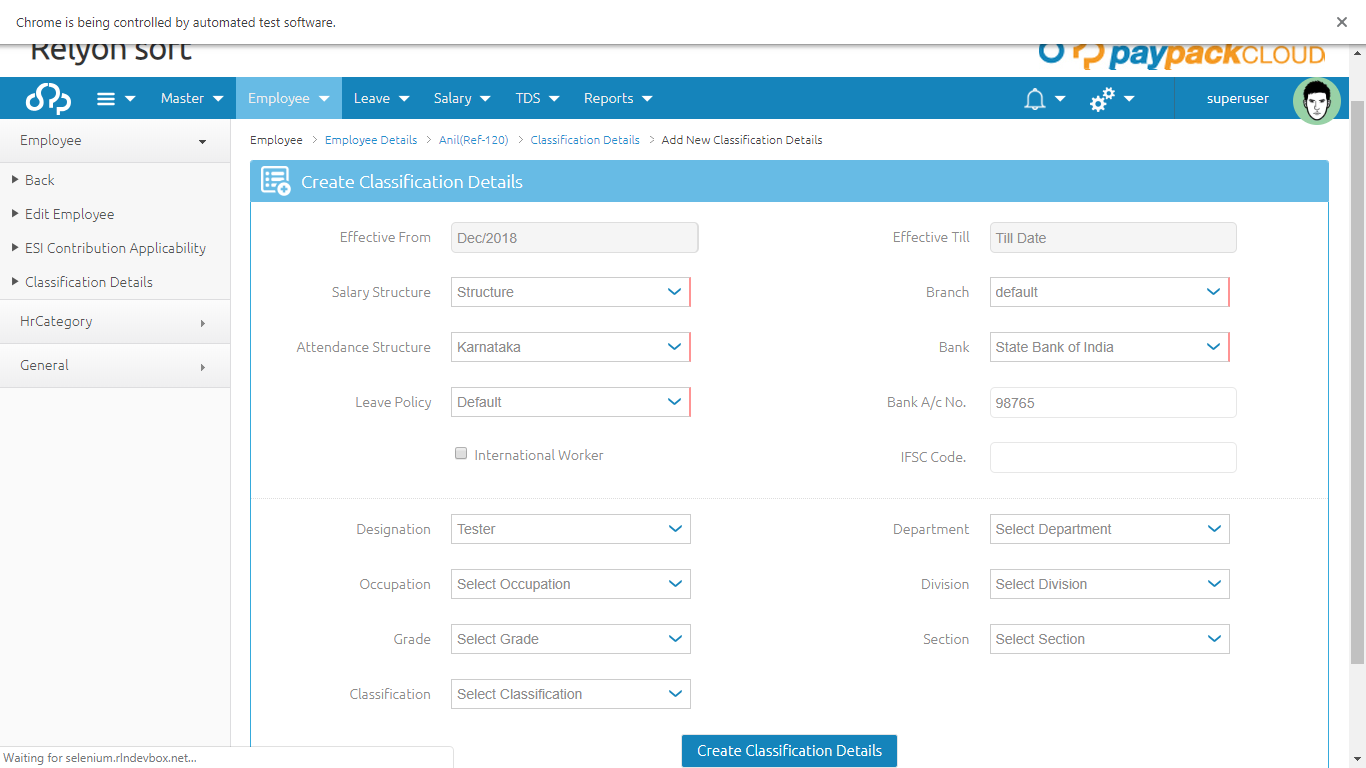 Chrome is being controlled by automated test software.
Relyon soft
paypackCLOUD
Master Employee Leave Salary TDS Reports superuser
Employee
Back
Edit Employee
ESI Contribution Applicability
Classification Details
HrCategory
General
Employee > Employee Details > Anil(Ref-120) > Classification Details > Add New Classification Details
Create Classification Details
Effective From Dec/2018 Effective Till Till Date
Salary Structure Structure Branch default
Attendance Structure Karnataka Bank State Bank of India
Leave Policy Default Bank A/c No. 98765
International Worker IFSC Code.
Designation Tester Department Select Department
Occupation Select Occupation Division Select Division
Grade Select Grade Section Select Section
Classification Select Classification
Create Classification Details
Waiting for selenium.rlndevbox.net...